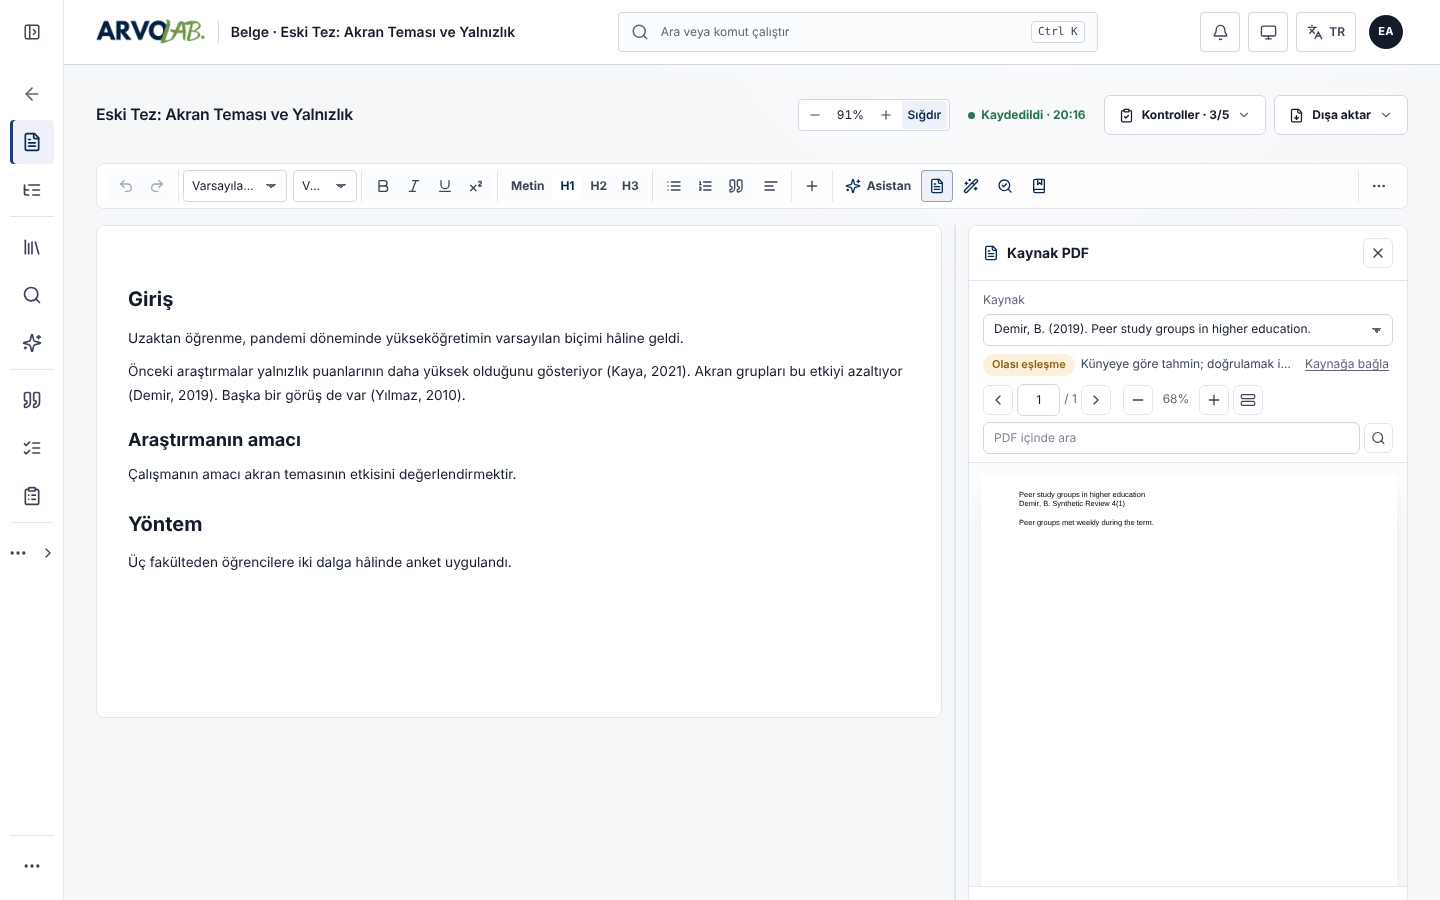 ARVOLAB.
Belge · Eski Tez: Akran Teması ve Yalnızlık
Ara veya komut çalıştır
Ctrl K
TR
EA
Eski Tez: Akran Teması ve Yalnızlık
91%
Sığdır
Kaydedildi · 20:16
Kontroller · 3/5
Dışa aktar
Varsayıla...
V...
B
I
U
x²
Metin
H1
H2
H3
Asistan
Giriş
Uzaktan öğrenme, pandemi döneminde yükseköğretimin varsayılan biçimi hâline geldi.
Önceki araştırmalar yalnızlık puanlarının daha yüksek olduğunu gösteriyor (Kaya, 2021). Akran grupları bu etkiyi azaltıyor
(Demir, 2019). Başka bir görüş de var (Yılmaz, 2010).
Araştırmanın amacı
Çalışmanın amacı akran temasının etkisini değerlendirmektir.
Yöntem
Üç fakülteden öğrencilere iki dalga hâlinde anket uygulandı.
Kaynak PDF
Kaynak
Demir, B. (2019). Peer study groups in higher education.
Olası eşleşme
Künyeye göre tahmin; doğrulamak i...
Kaynağa bağla
1
/ 1
68%
PDF içinde ara
Peer study groups in higher education
Demir, B. Synthetic Review 4(1)
Peer groups met weekly during the term.